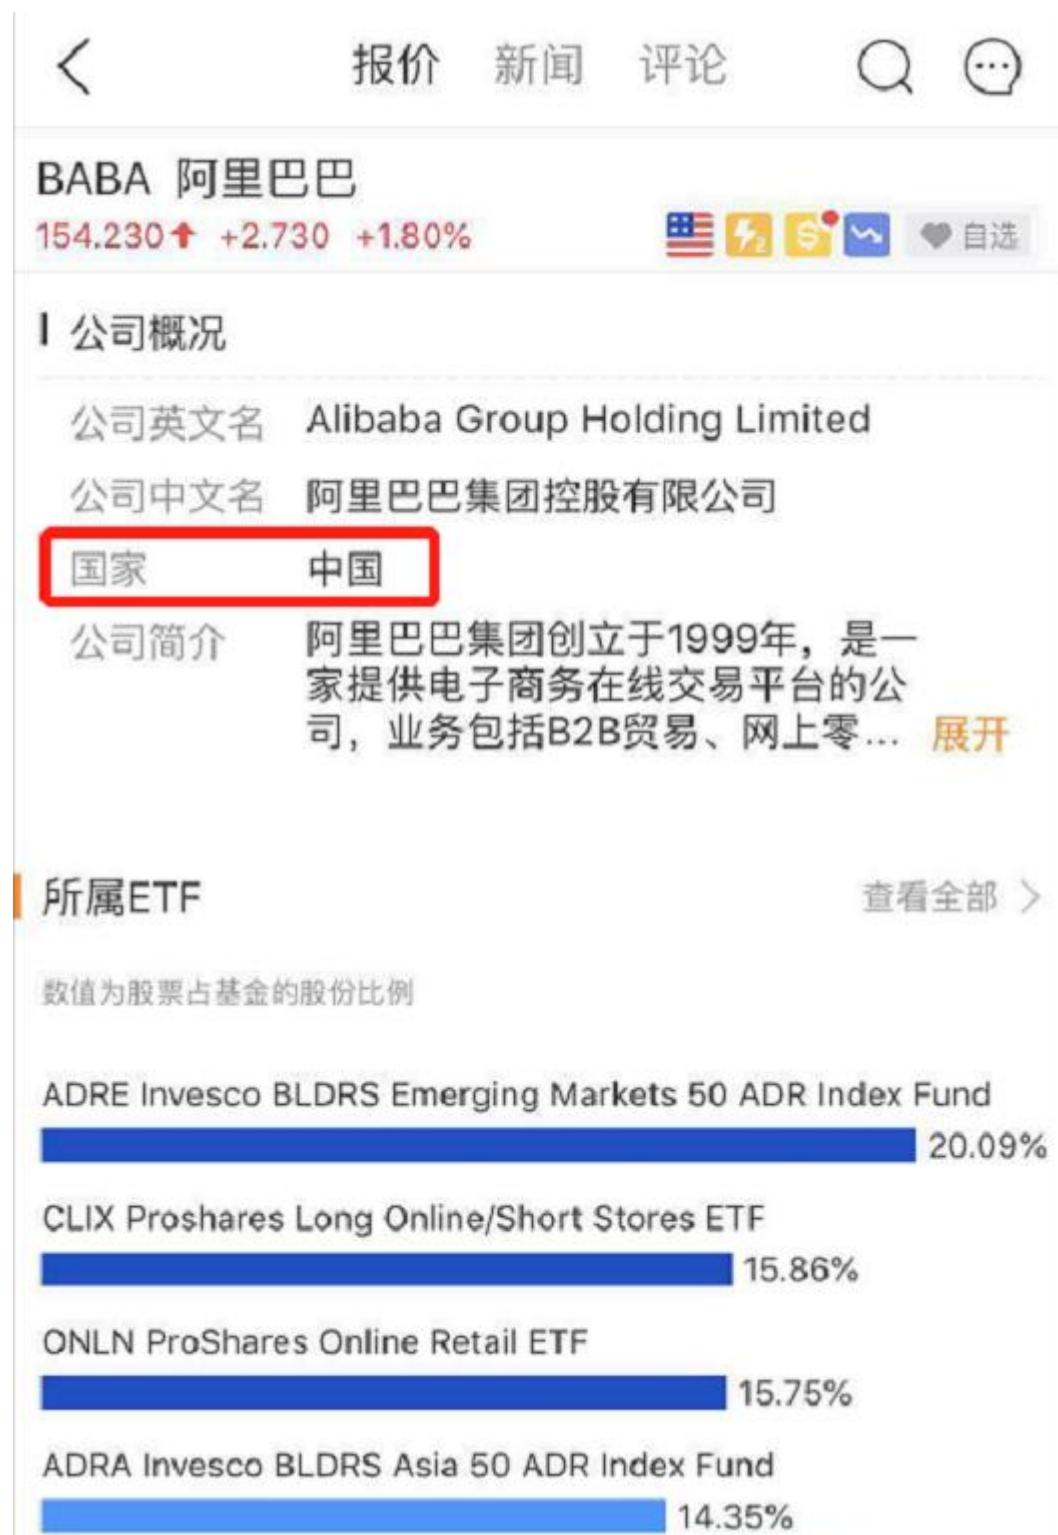 报价 新闻 评论
BABA 阿里巴巴
154.230 +2.730 +1.80%
2 $ 自选
公司概况
公司英文名 Alibaba Group Holding Limited
公司中文名 阿里巴巴集团控股有限公司
国家 中国
公司简介 阿里巴巴集团创立于1999年，是一
家提供电子商务在线交易平台的公
司，业务包括B2B贸易、网上零... 展开
所属ETF 查看全部
数值为股票占基金的股份比例
ADRE Invesco BLDRS Emerging Markets 50 ADR Index Fund
20.09%
CLIX Proshares Long Online/Short Stores ETF
15.86%
ONLN ProShares Online Retail ETF
15.75%
ADRA Invesco BLDRS Asia 50 ADR Index Fund
14.35%